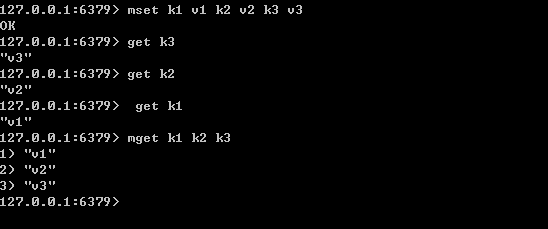 127.0.0.1:6379> mset k1 v1 k2 v2 k3 v3
OK
127.0.0.1:6379> get k3
"v3"
127.0.0.1:6379> get k2
"v2"
127.0.0.1:6379>  get k1
"v1"
127.0.0.1:6379> mget k1 k2 k3
1) "v1"
2) "v2"
3) "v3"
127.0.0.1:6379>